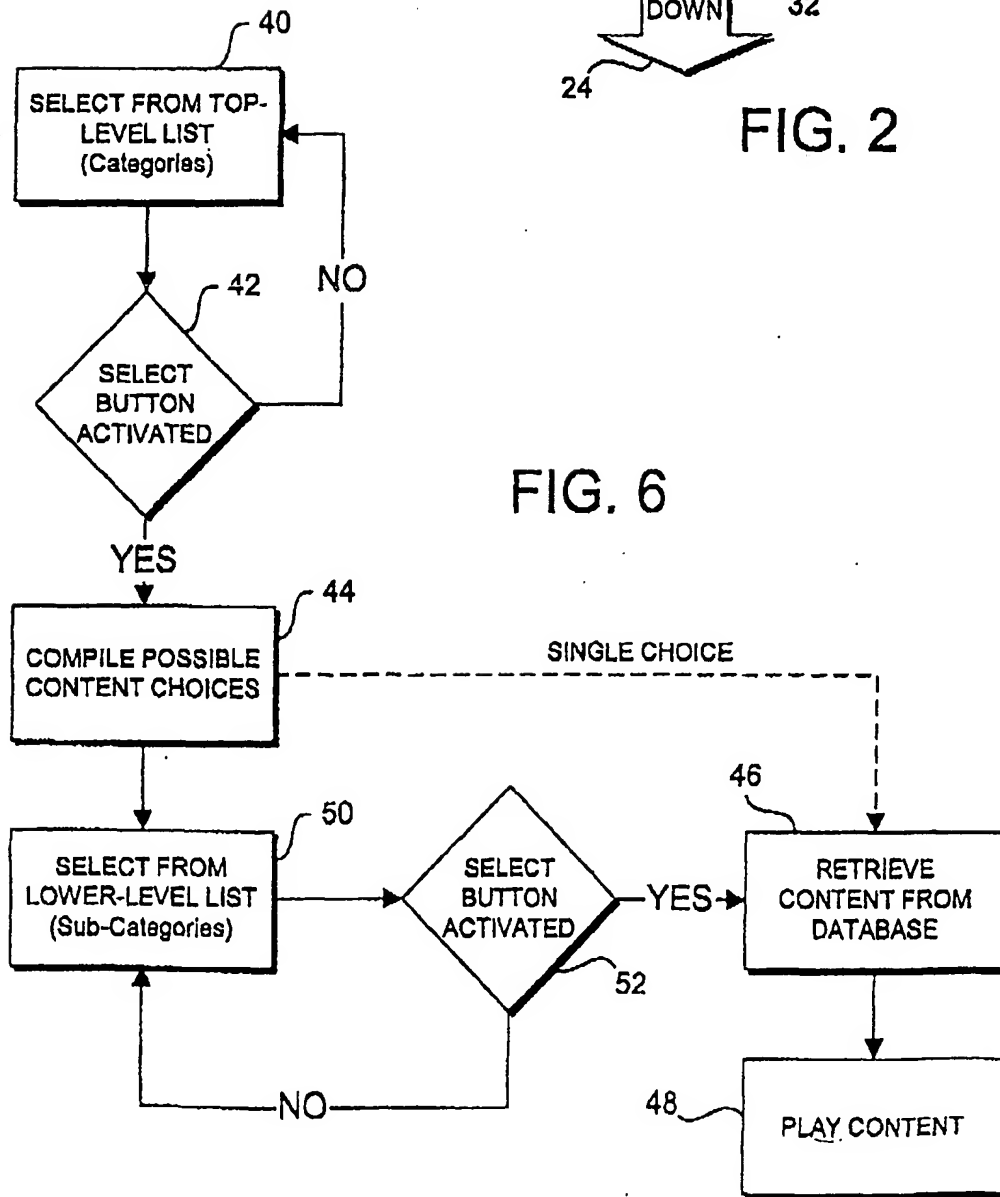 DOWN
32
24
FIG. 2
40
SELECT FROM TOP-
LEVEL LIST
(Categories)
NO
42
SELECT
BUTTON
ACTIVATED
FIG. 6
YES
44
COMPILE POSSIBLE
CONTENT CHOICES
SINGLE CHOICE
50
SELECT FROM
LOWER-LEVEL LIST
(Sub-Categories)
SELECT
BUTTON
ACTIVATED
52
YES
46
RETRIEVE
CONTENT FROM
DATABASE
NO
48
PLAY CONTENT